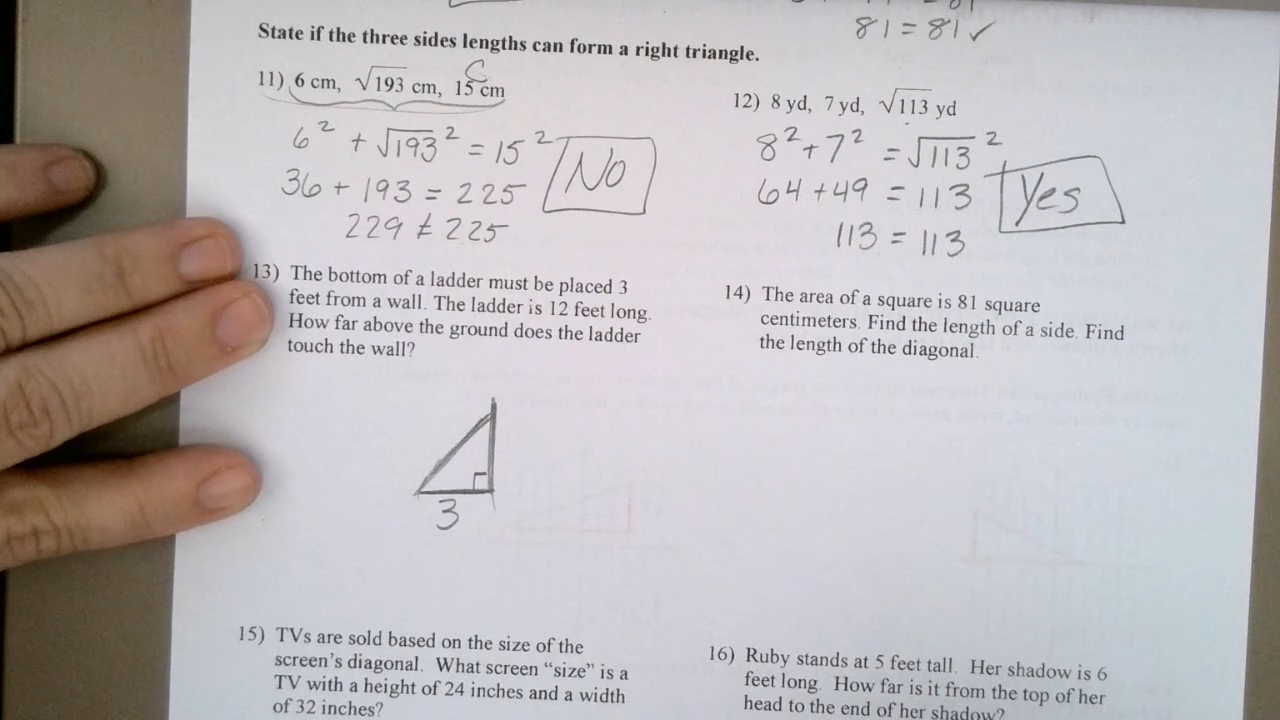 81 = 81 ✓
State if the three sides lengths can form a right triangle.
11) 6 cm, √193 cm, 15 cm
C
6² + √193² = 15²
36 + 193 = 225
229 ≠ 225
No
12) 8 yd, 7 yd, √113 yd
8² + 7² = √113²
64 + 49 = 113
113 = 113
Yes
13) The bottom of a ladder must be placed 3
feet from a wall. The ladder is 12 feet long.
How far above the ground does the ladder
touch the wall?
3
14) The area of a square is 81 square
centimeters. Find the length of a side. Find
the length of the diagonal.
15) TVs are sold based on the size of the
screen's diagonal. What screen "size" is a
TV with a height of 24 inches and a width
of 32 inches?
16) Ruby stands at 5 feet tall. Her shadow is 6
feet long. How far is it from the top of her
head to the end of her shadow?